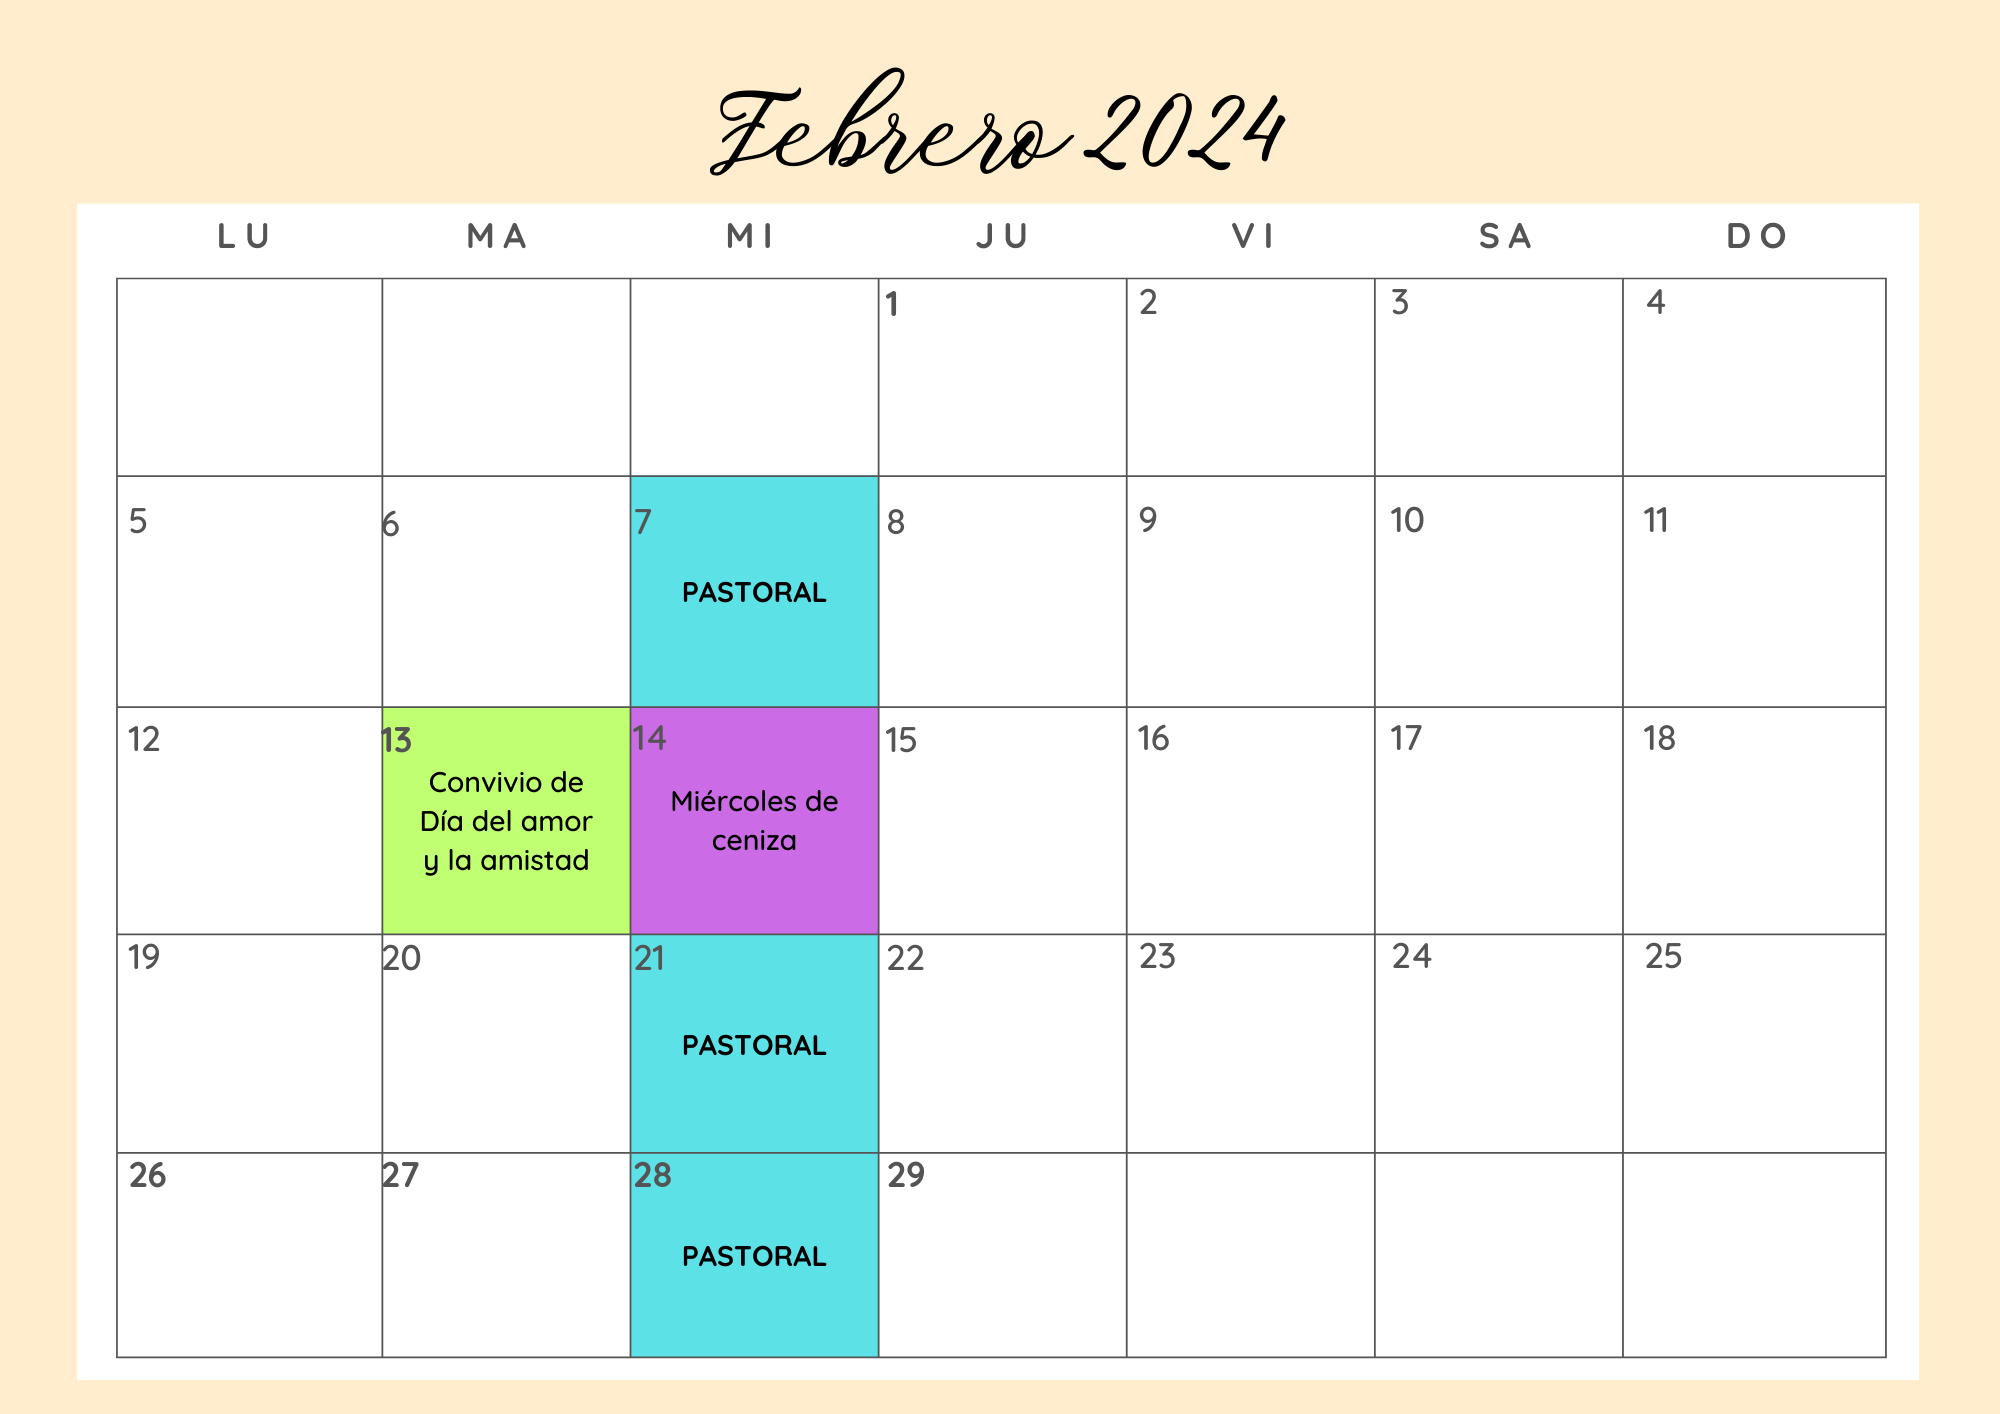 Febrero 2024
LU MA MI JU VI SA DO
1 2 3 4
5 6 7 8 9 10 11
PASTORAL
12 13 14 15 16 17 18
Convivio de
Día del amor
y la amistad
Miércoles de
ceniza
19 20 21 22 23 24 25
PASTORAL
26 27 28 29
PASTORAL